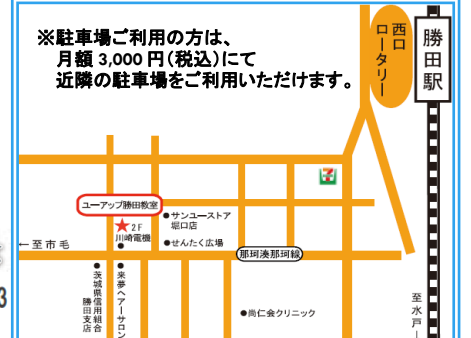 ※駐車場ご利用の方は、
月額 3,000 円(税込)にて
近隣の駐車場をご利用いただけます。
西口
ロータリー
勝田駅
ユーアップ勝田教室
★2F
川崎電機
●サンユーストア
堀口店
●せんたく広場
←至市毛
那珂湊那珂線
●茨城県信用組合
勝田支店
●来夢ヘアーサロン
●尚仁会クリニック
至水戸
3
7